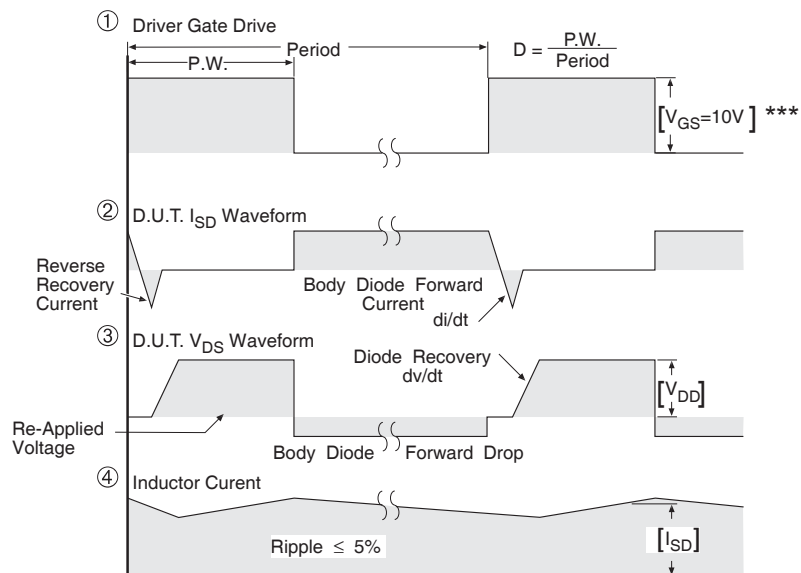 ① Driver Gate Drive
Period
P.W.
D = P.W. / Period
[VGS=10V] ***
② D.U.T. ISD Waveform
Reverse
Recovery
Current
Body Diode Forward
Current
di/dt
③ D.U.T. VDS Waveform
Diode Recovery
dv/dt
[VDD]
Re-Applied
Voltage
Body Diode Forward Drop
④ Inductor Curent
Ripple ≤ 5%
[ISD]